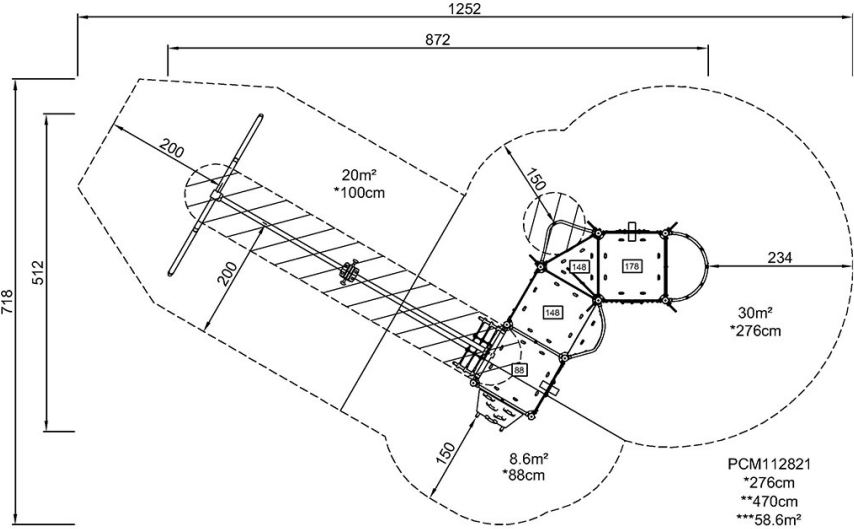 1252
872
200
20m²
*100cm
150
148
178
512
200
234
718
148
30m²
*276cm
88
150
8.6m²
*88cm
PCM112821
*276cm
**470cm
***58.6m²